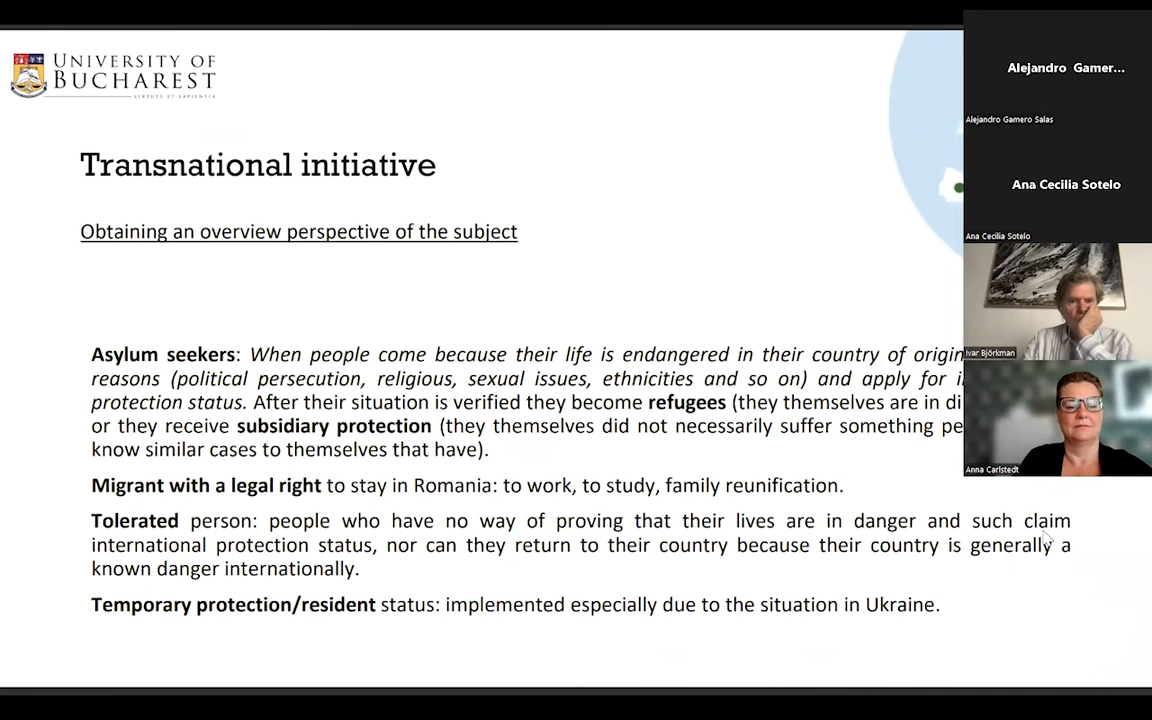 UNIVERSITY OF
BUCHAREST
VIRTUTE ET SAPIENTIA
Transnational initiative
Obtaining an overview perspective of the subject
Asylum seekers: When people come because their life is endangered in their country of origin
reasons (political persecution, religious, sexual issues, ethnicities and so on) and apply for
protection status. After their situation is verified they become refugees (they themselves are in
or they receive subsidiary protection (they themselves did not necessarily suffer something
know similar cases to themselves that have).
Migrant with a legal right to stay in Romania: to work, to study, family reunification.
Tolerated person: people who have no way of proving that their lives are in danger and such claim
international protection status, nor can they return to their country because their country is generally a
known danger internationally.
Temporary protection/resident status: implemented especially due to the situation in Ukraine.
Alejandro Gamer...
Alejandro Gamero Salas
Ana Cecilia Sotelo
Ana Cecilia Sotelo
Ivar Björkman
Anna Carlstedt